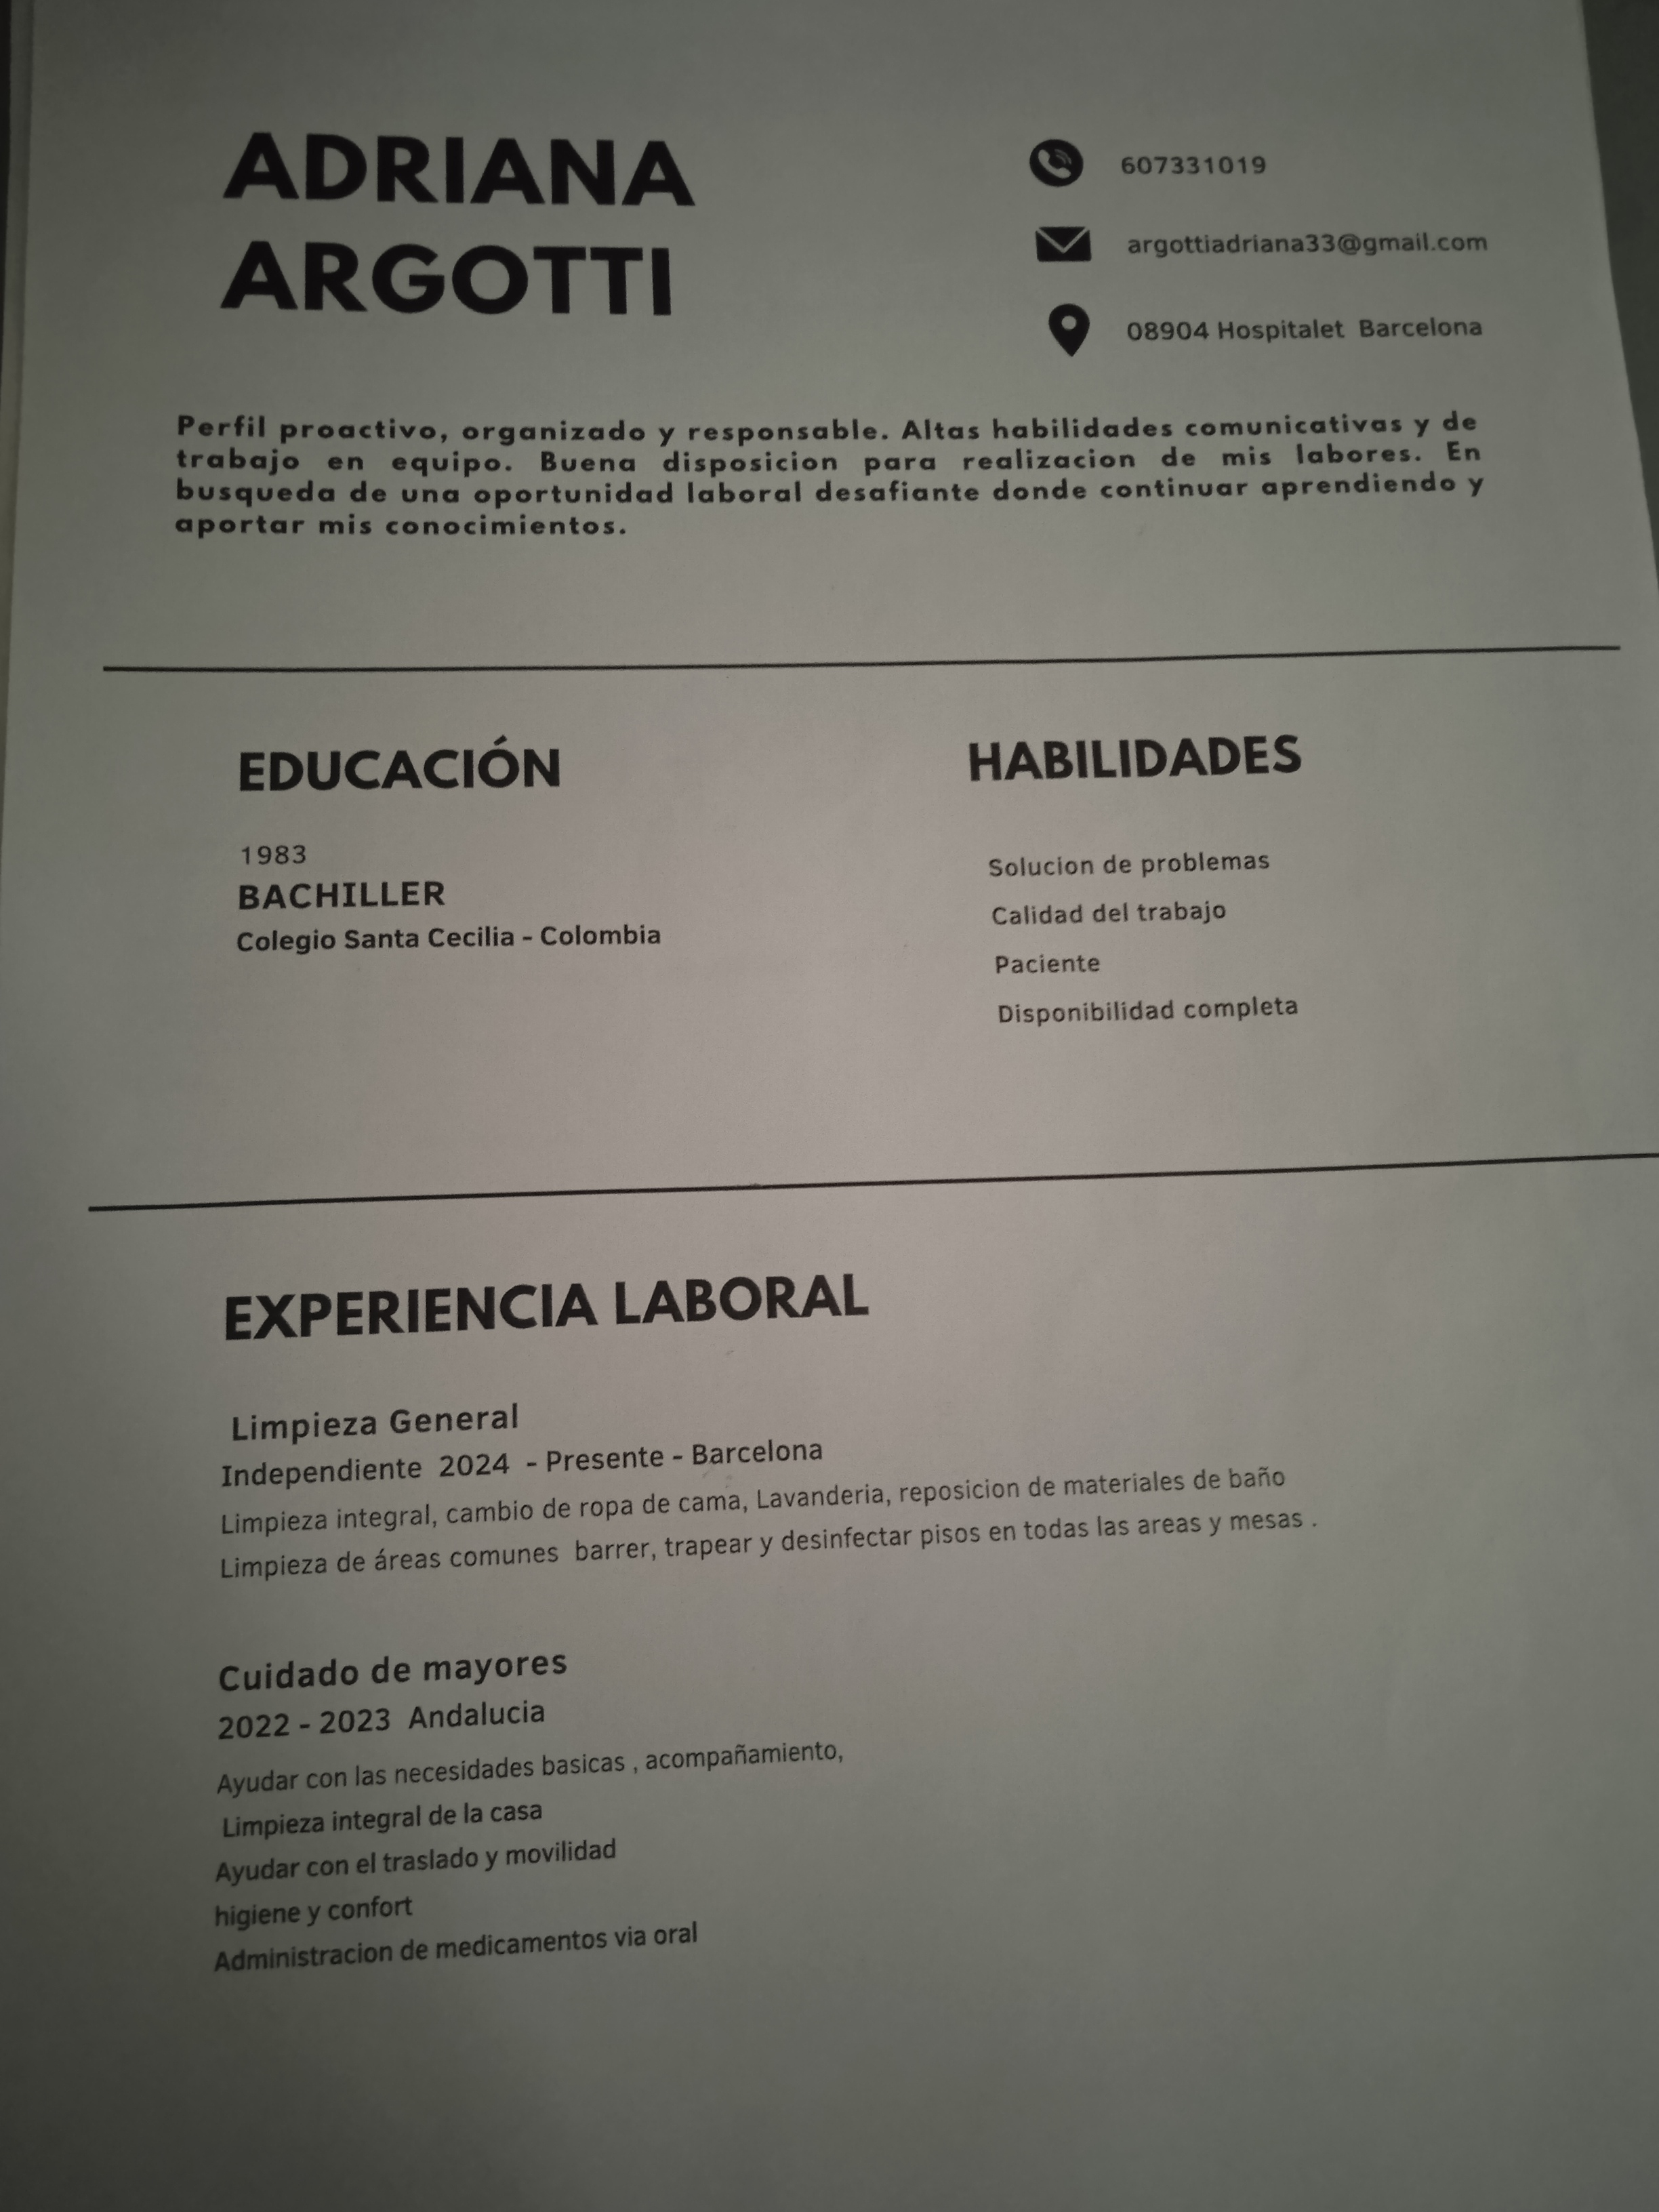 ADRIANA
ARGOTTI
607331019
argottiadriana33@gmail.com
08904 Hospitalet Barcelona
Perfil proactivo, organizado y responsable. Altas habilidades comunicativas y de
trabajo en equipo. Buena disposicion para realizacion de mis labores. En
busqueda de una oportunidad laboral desafiante donde continuar aprendiendo y
aportar mis conocimientos.
EDUCACIÓN
1983
BACHILLER
Colegio Santa Cecilia - Colombia
HABILIDADES
Solucion de problemas
Calidad del trabajo
Paciente
Disponibilidad completa
EXPERIENCIA LABORAL
Limpieza General
Independiente 2024 - Presente - Barcelona
Limpieza integral, cambio de ropa de cama, Lavanderia, reposicion de materiales de baño
Limpieza de áreas comunes barrer, trapear y desinfectar pisos en todas las areas y mesas .
Cuidado de mayores
2022 - 2023 Andalucia
Ayudar con las necesidades basicas , acompañamiento,
Limpieza integral de la casa
Ayudar con el traslado y movilidad
higiene y confort
Administracion de medicamentos via oral